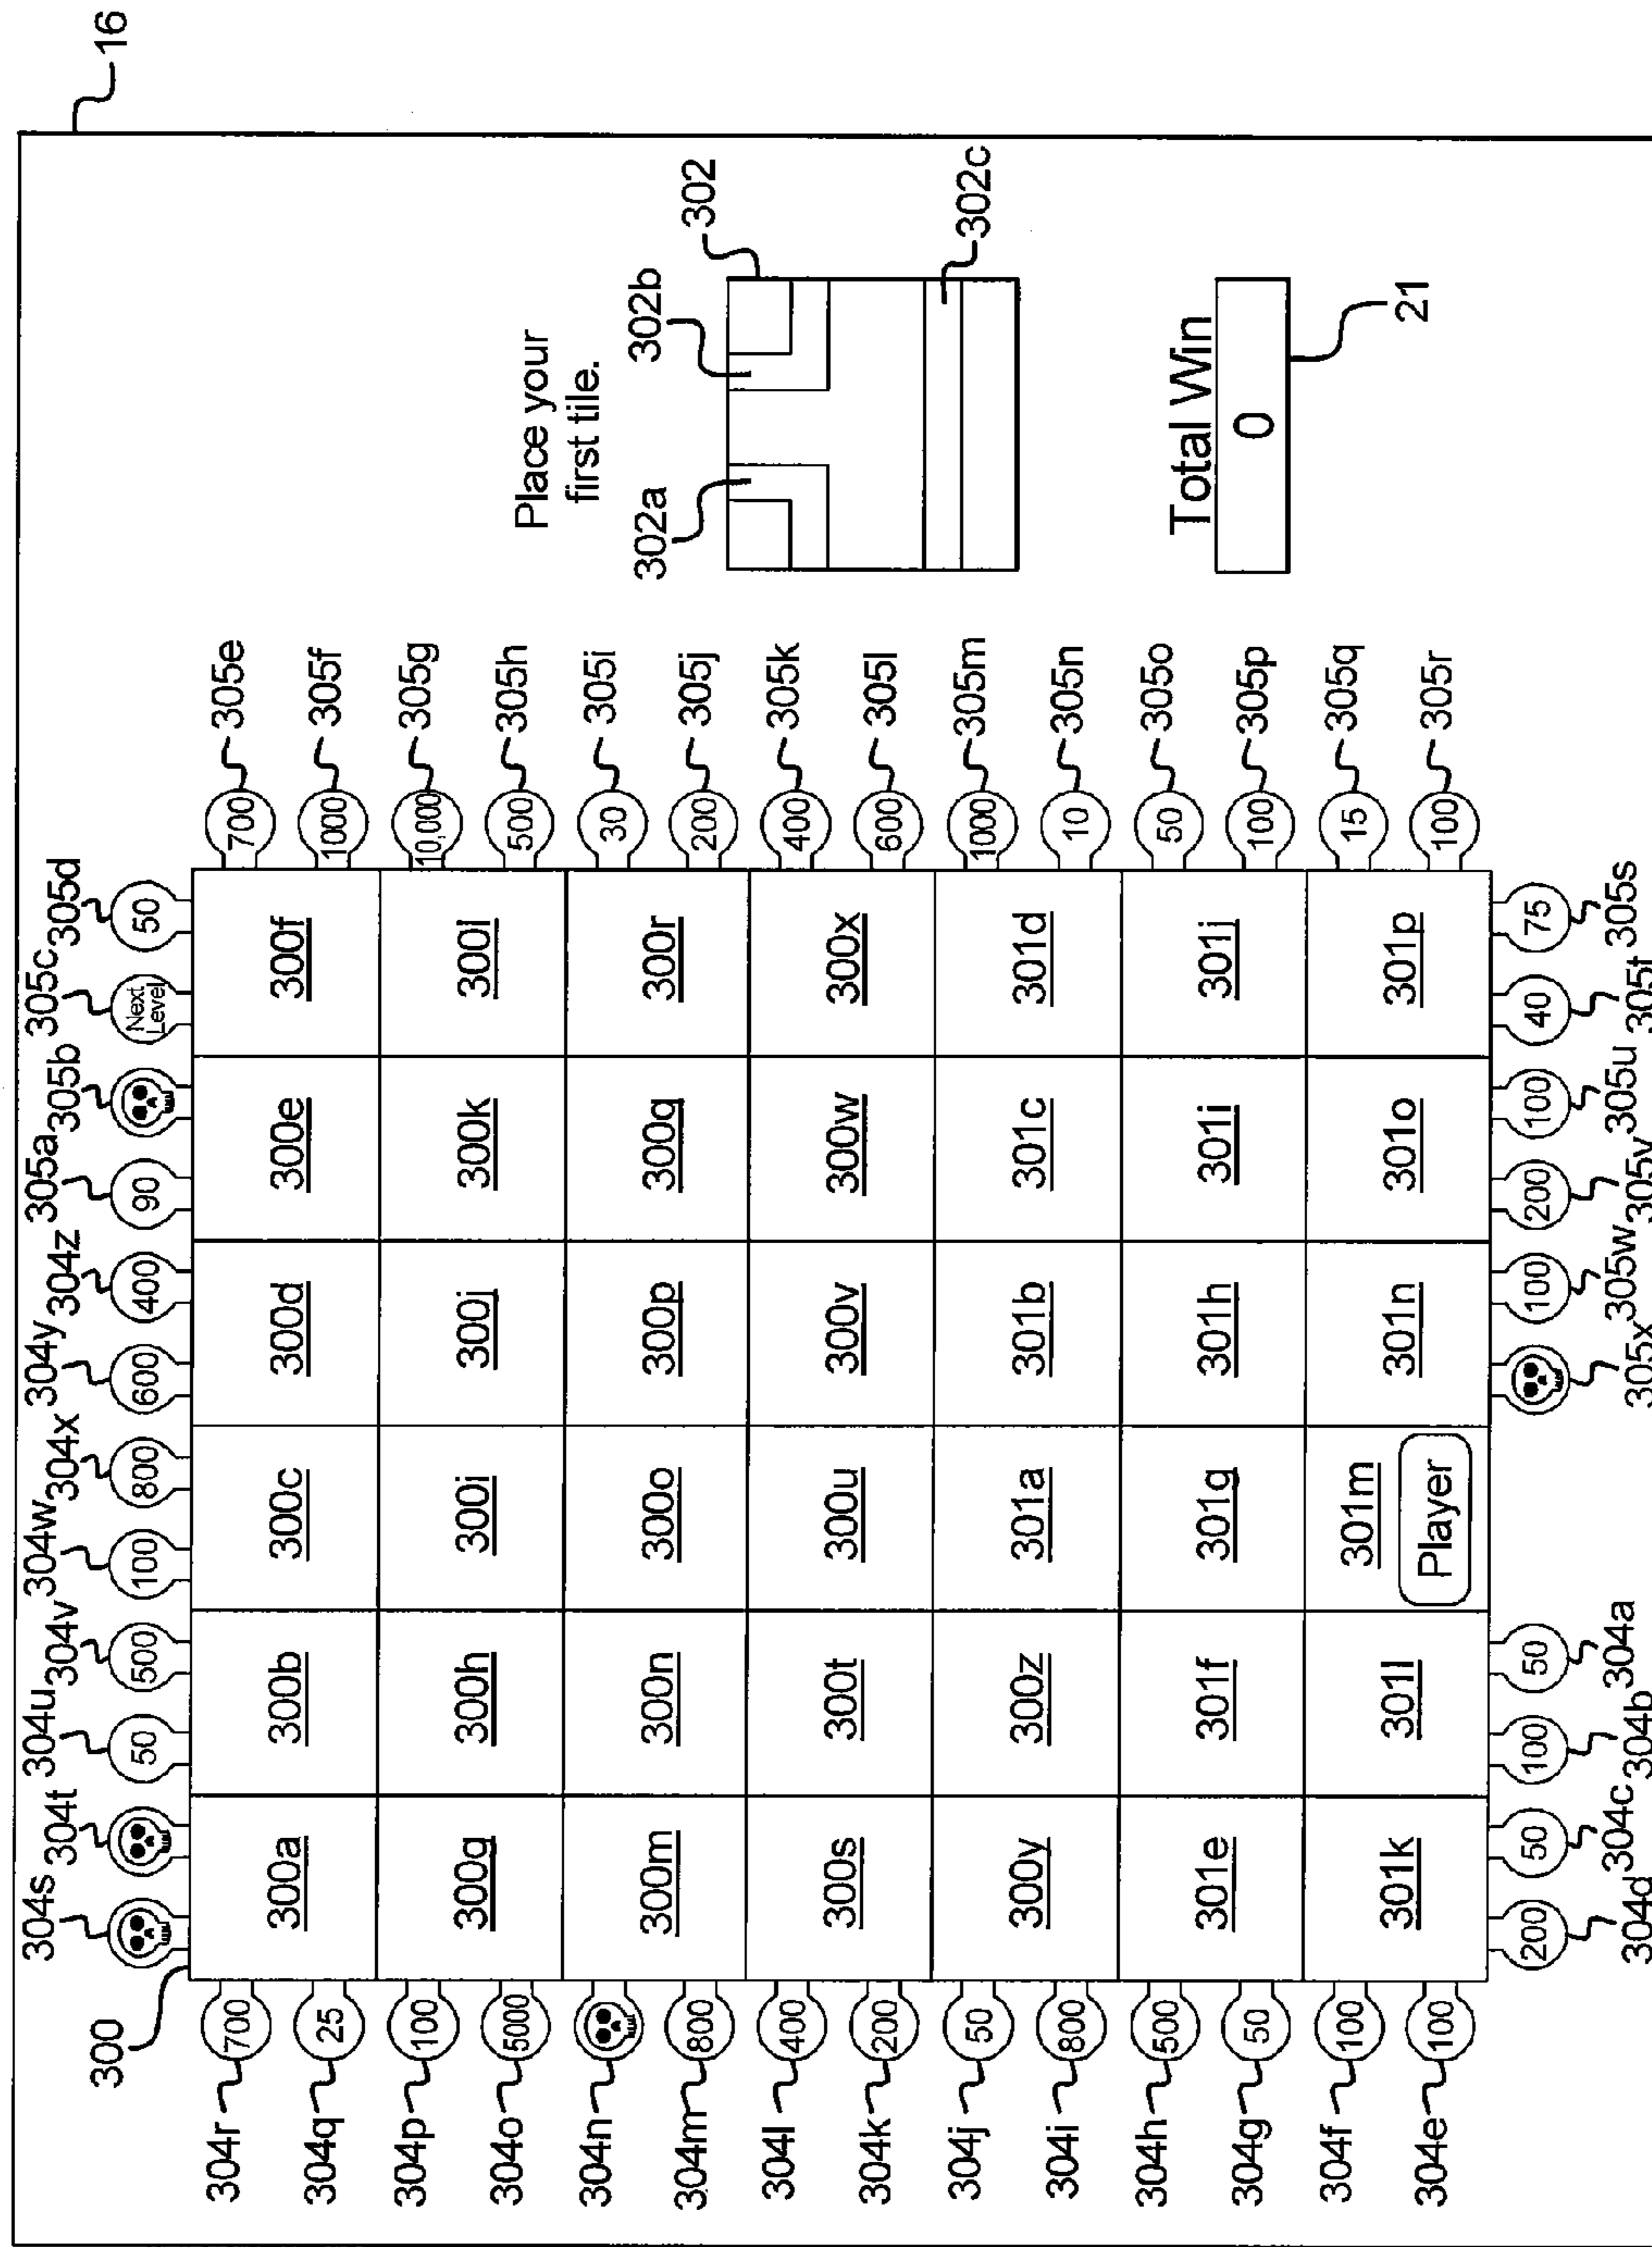 16
304s 304t 304u 304v 304w 304x 304y 304z 305a 305b 305c 305d
50 500 100 800 600 400 90 Next Level 50
300
304r 700 300a 300b 300c 300d 300e 300f 700 305e
304q 25 1000 305f
304p 100 300g 300h 300i 300j 300k 300l 10,000 305g
304o 5000 500 305h
304n 300m 300n 300o 300p 300q 300r 30 305i
304m 800 200 305j
304l 400 300s 300t 300u 300v 300w 300x 400 305k
304k 200 600 305l
304j 50 300y 300z 301a 301b 301c 301d 1000 305m
304i 800 10 305n
304h 500 301e 301f 301g 301h 301i 301j 50 305o
304g 50 100 305p
304f 100 301k 301l 301m 301n 301o 301p 15 305q
304e 100 Player 100 305r
200 50 100 50 100 200 100 40 75
304d 304c 304b 304a 305x 305w 305v 305u 305t 305s
Place your
first tile.
302a 302b 302
302c
Total Win
0
21